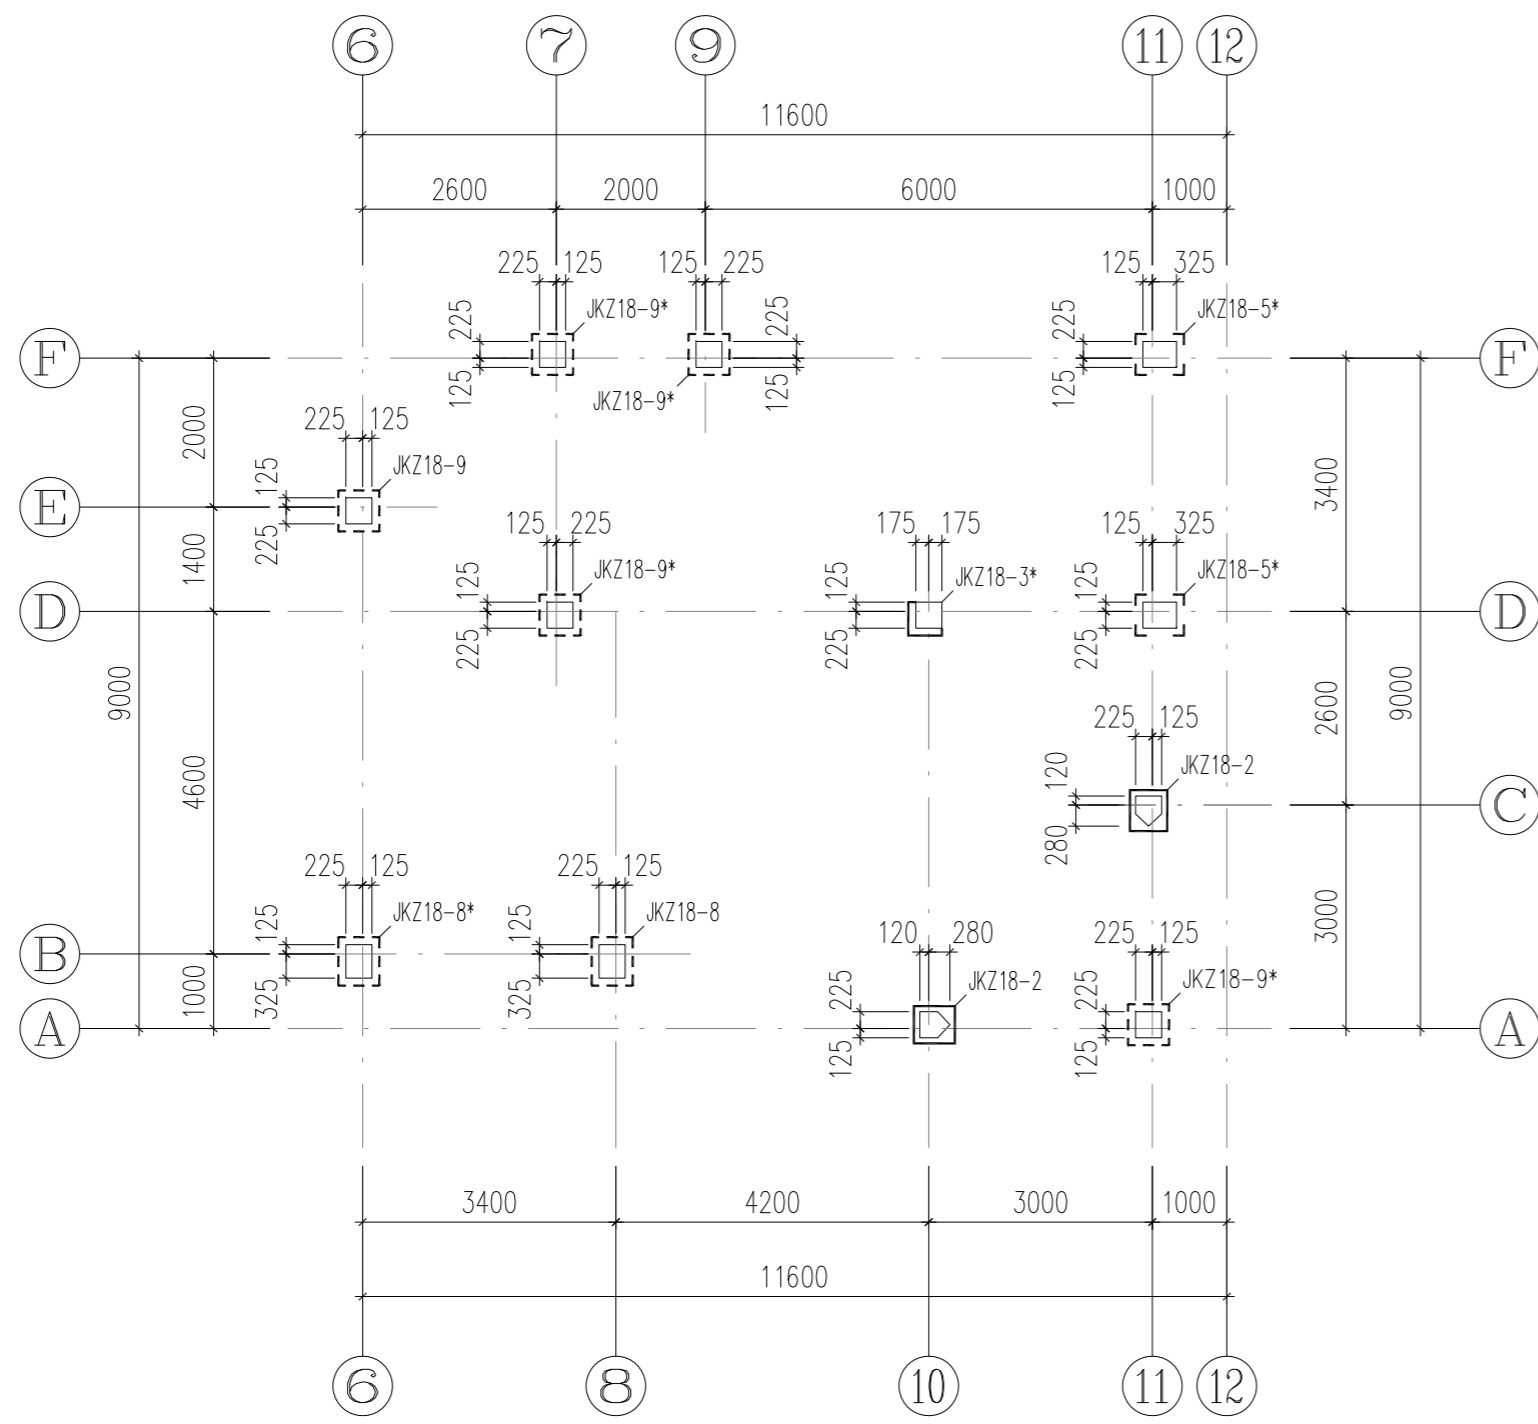 6 7 9 11 12
11600
2600 2000 6000 1000
225 125 125 225 125 325
JKZ18-9* JKZ18-5*
225 225 225
F F
125 125 125
JKZ18-9*
225 125
2000 3400
125 JKZ18-9
E
225
125 225 175 175 125 325
1400
JKZ18-9* JKZ18-3* JKZ18-5*
125 125 125
D D
225 225 225
9000 2600 9000
225 125
4600 120 JKZ18-2
C
280
225 125 225 125
JKZ18-8* JKZ18-8
125 125 3000
120 280 225 125
B
325 325
1000 JKZ18-2 JKZ18-9*
225 225
A A
125 125
3400 4200 3000 1000
11600
6 8 10 11 12